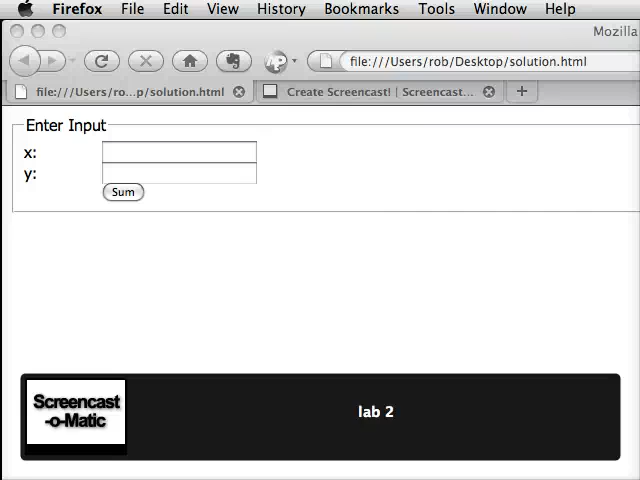 Firefox File Edit View History Bookmarks Tools Window Help
Mozilla
file:///Users/rob/Desktop/solution.html
file:///Users/ro...p/solution.html Create Screencast! | Screencast...
Enter Input
x:
y:
Sum
Screencast
-o-Matic
lab 2